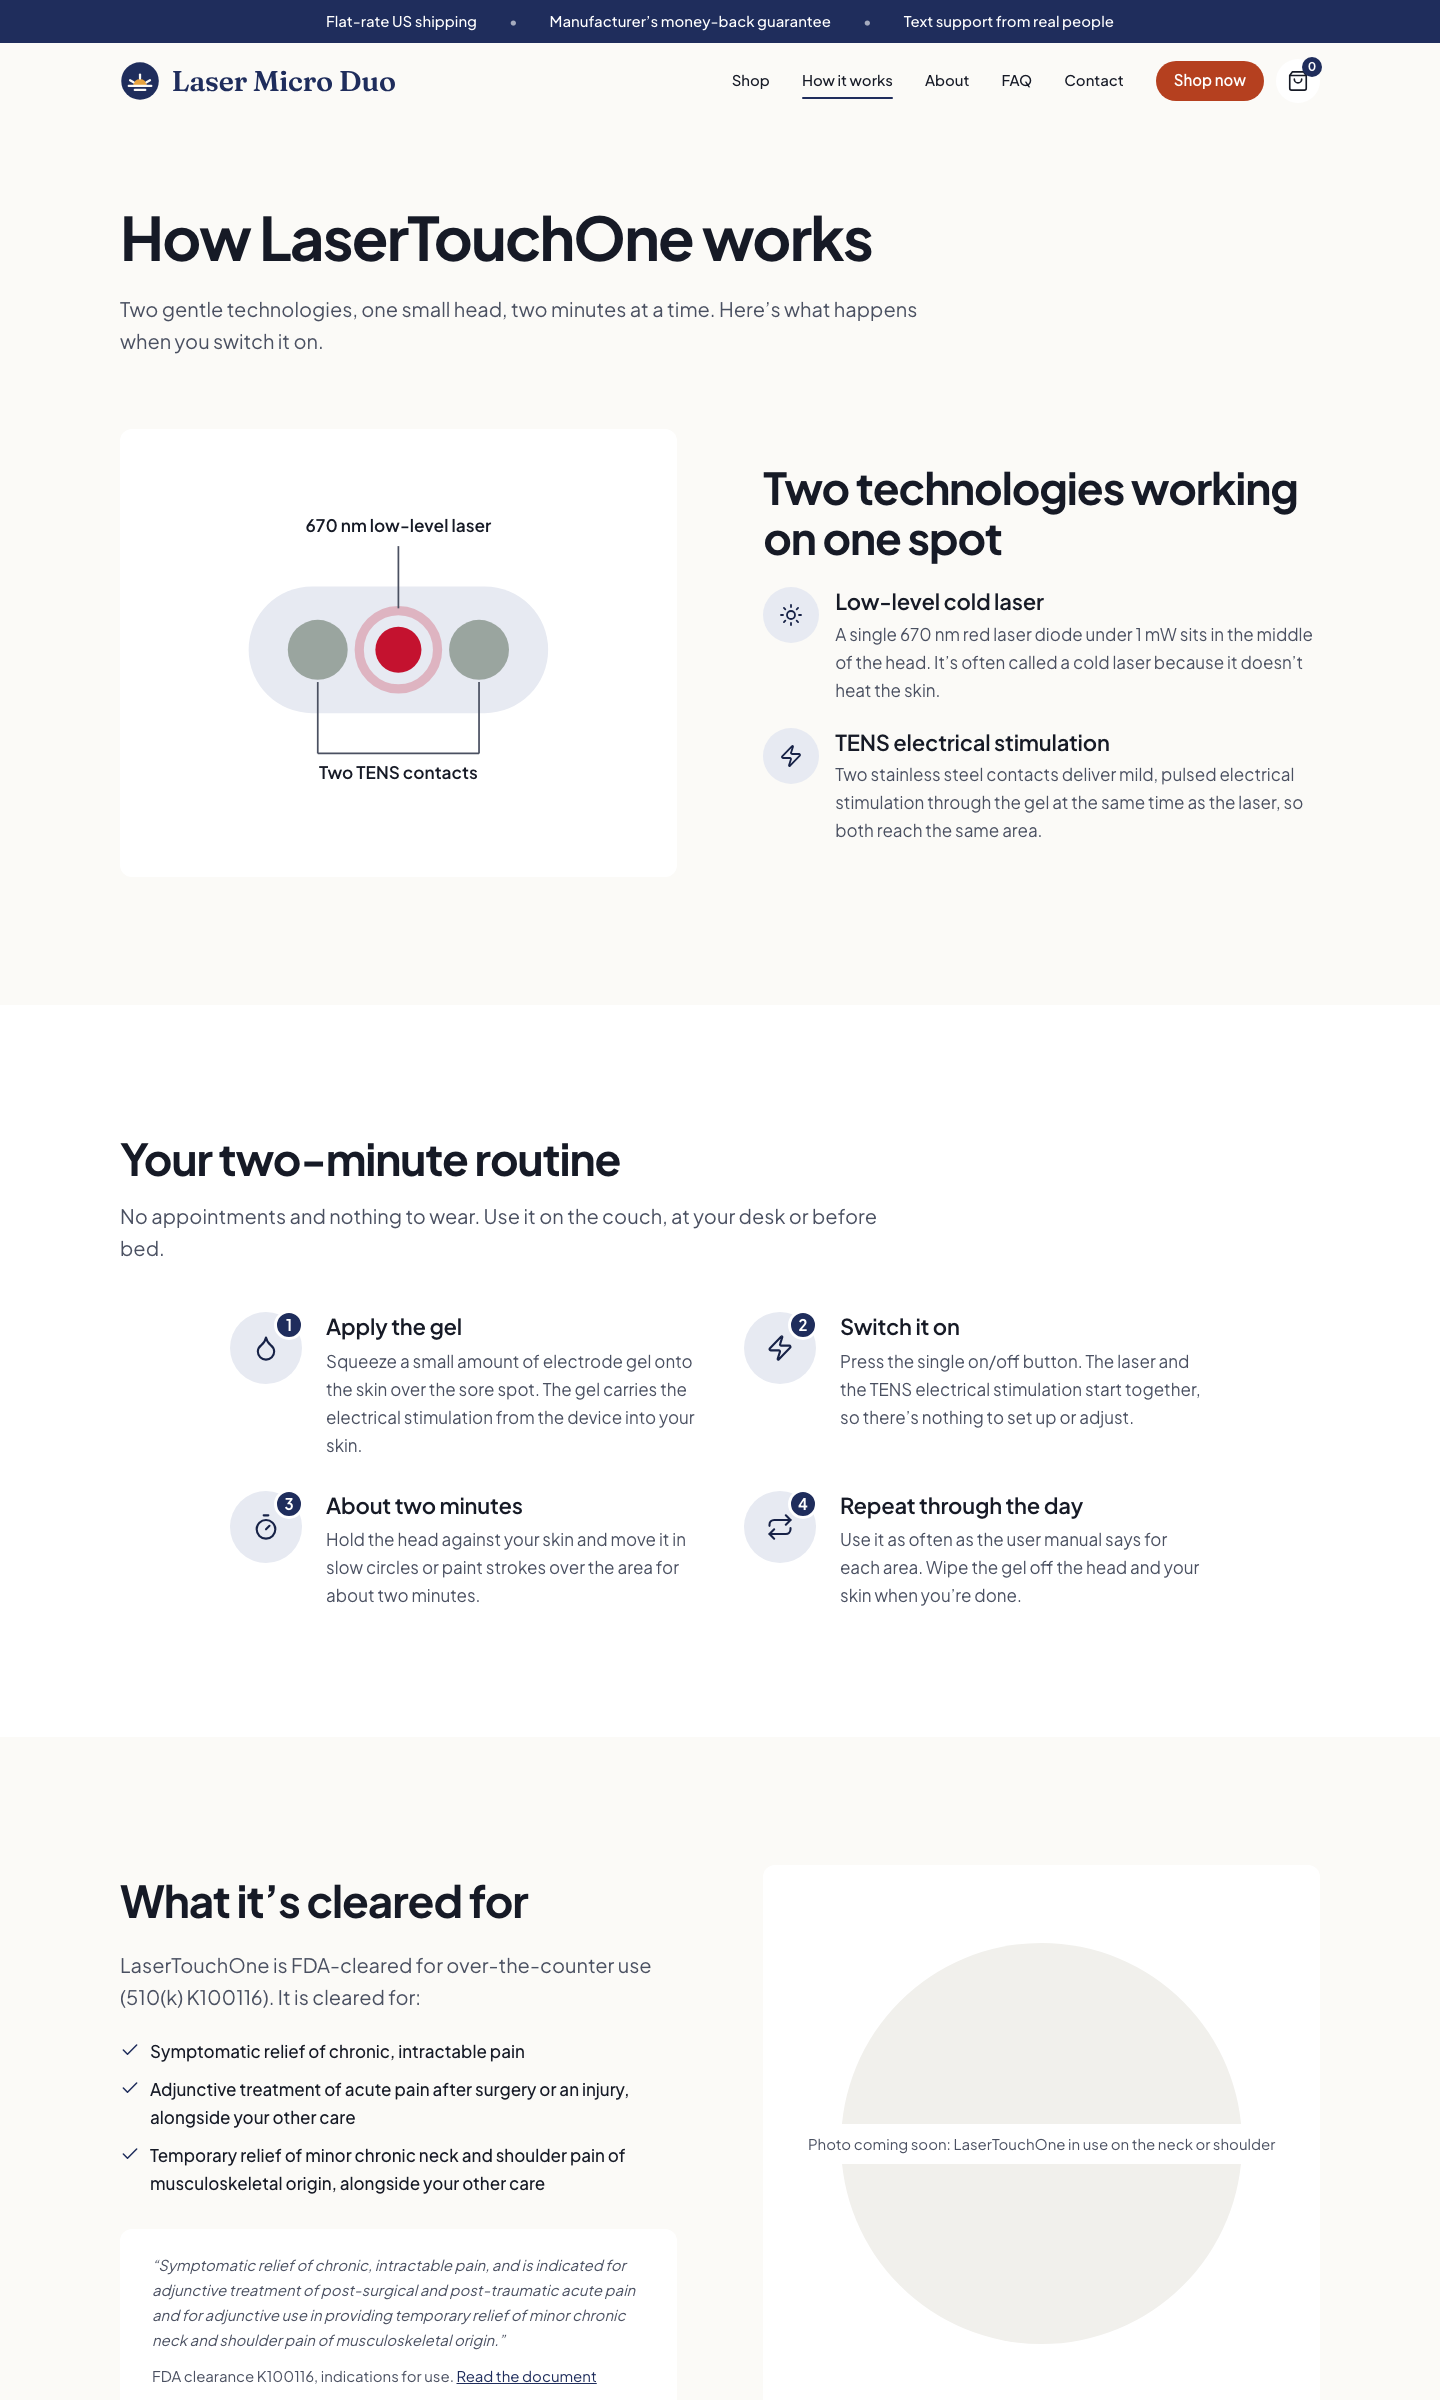 Flat-rate US shipping • Manufacturer’s money-back guarantee • Text support from real people
Laser Micro Duo
Shop How it works About FAQ Contact Shop now 0
How LaserTouchOne works
Two gentle technologies, one small head, two minutes at a time. Here’s what happens
when you switch it on.
670 nm low-level laser
Two TENS contacts
Two technologies working
on one spot
Low-level cold laser
A single 670 nm red laser diode under 1 mW sits in the middle
of the head. It’s often called a cold laser because it doesn’t
heat the skin.
TENS electrical stimulation
Two stainless steel contacts deliver mild, pulsed electrical
stimulation through the gel at the same time as the laser, so
both reach the same area.
Your two-minute routine
No appointments and nothing to wear. Use it on the couch, at your desk or before
bed.
1
Apply the gel
Squeeze a small amount of electrode gel onto
the skin over the sore spot. The gel carries the
electrical stimulation from the device into your
skin.
2
Switch it on
Press the single on/off button. The laser and
the TENS electrical stimulation start together,
so there’s nothing to set up or adjust.
3
About two minutes
Hold the head against your skin and move it in
slow circles or paint strokes over the area for
about two minutes.
4
Repeat through the day
Use it as often as the user manual says for
each area. Wipe the gel off the head and your
skin when you’re done.
What it’s cleared for
LaserTouchOne is FDA-cleared for over-the-counter use
(510(k) K100116). It is cleared for:
Symptomatic relief of chronic, intractable pain
Adjunctive treatment of acute pain after surgery or an injury,
alongside your other care
Temporary relief of minor chronic neck and shoulder pain of
musculoskeletal origin, alongside your other care
“Symptomatic relief of chronic, intractable pain, and is indicated for
adjunctive treatment of post-surgical and post-traumatic acute pain
and for adjunctive use in providing temporary relief of minor chronic
neck and shoulder pain of musculoskeletal origin.”
FDA clearance K100116, indications for use. Read the document
Photo coming soon: LaserTouchOne in use on the neck or shoulder